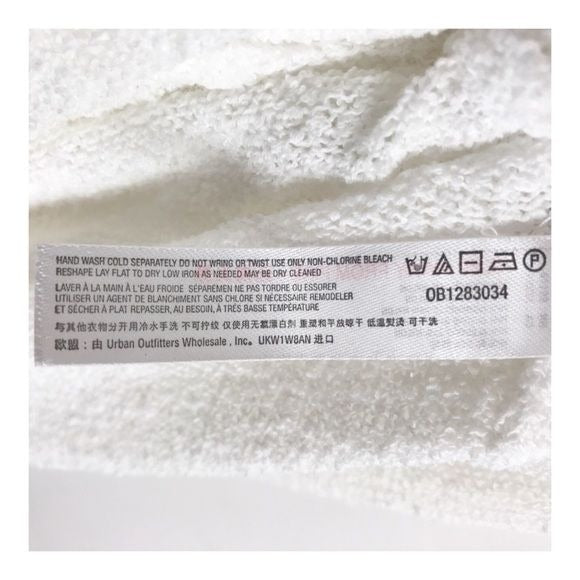 HAND WASH COLD SEPARATELY DO NOT WRING OR TWIST USE ONLY NON-CHLORINE BLEACH
RESHAPE LAY FLAT TO DRY LOW IRON AS NEEDED MAY BE DRY CLEANED
LAVER À LA MAIN À L'EAU FROIDE SÉPAREMEN NE PAS TORDRE OU ESSORER
UTILISER UN AGENT DE BLANCHIMENT SANS CHLORE SI NÉCESSAIRE REMODELER
ET SÉCHER À PLAT REPASSER, AU BESOIN, À TRÉS BASSE TEMPÉRATURE
P
OB1283034
与其他衣物分开用冷水手洗 不可拧绞 仅使用无氯漂白剂 重塑和平放晾干 低温熨烫 可干洗
欧盟：由 Urban Outfitters Wholesale , Inc. UKW1W8AN 进口